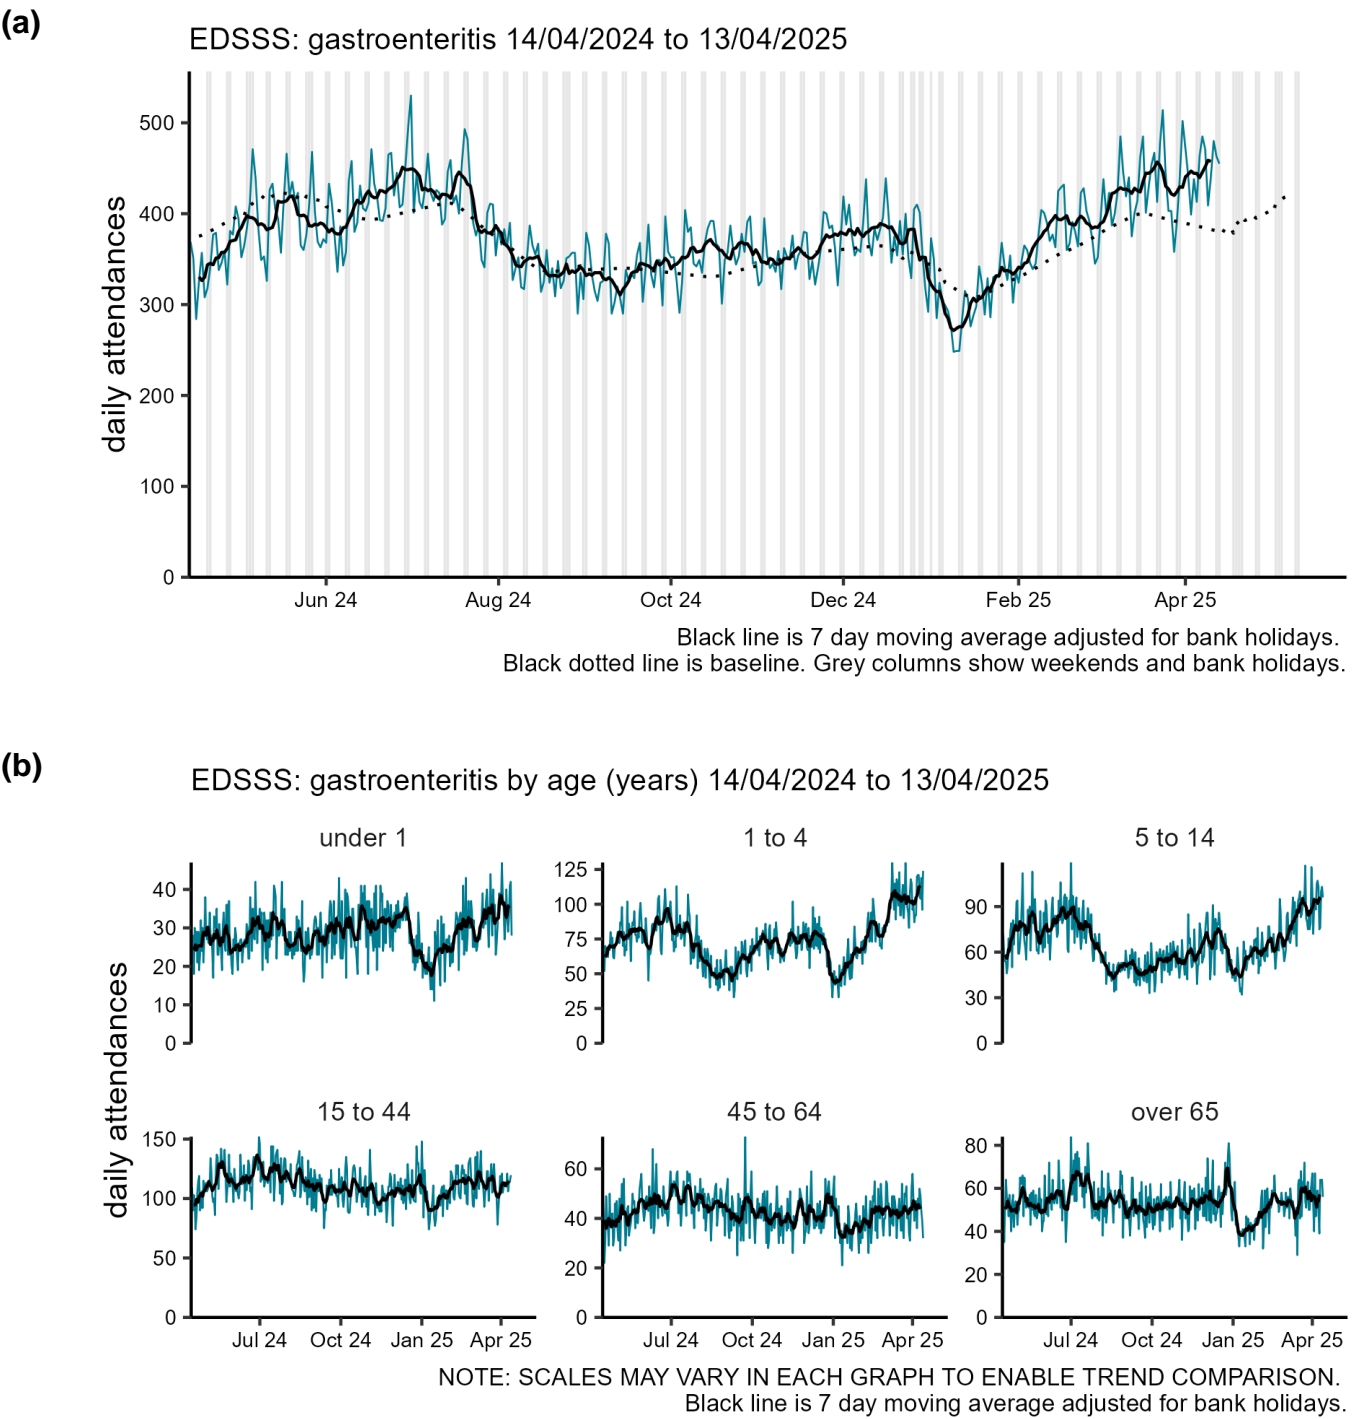 (a)
EDSSS: gastroenteritis 14/04/2024 to 13/04/2025
daily attendances
500
400
300
200
100
0
Jun 24 Aug 24 Oct 24 Dec 24 Feb 25 Apr 25
Black line is 7 day moving average adjusted for bank holidays.
Black dotted line is baseline. Grey columns show weekends and bank holidays.
(b)
EDSSS: gastroenteritis by age (years) 14/04/2024 to 13/04/2025
daily attendances
under 1
40
30
20
10
0
1 to 4
125
100
75
50
25
0
5 to 14
90
60
30
0
15 to 44
150
100
50
0
Jul 24 Oct 24 Jan 25 Apr 25
45 to 64
60
40
20
0
Jul 24 Oct 24 Jan 25 Apr 25
over 65
80
60
40
20
0
Jul 24 Oct 24 Jan 25 Apr 25
NOTE: SCALES MAY VARY IN EACH GRAPH TO ENABLE TREND COMPARISON.
Black line is 7 day moving average adjusted for bank holidays.